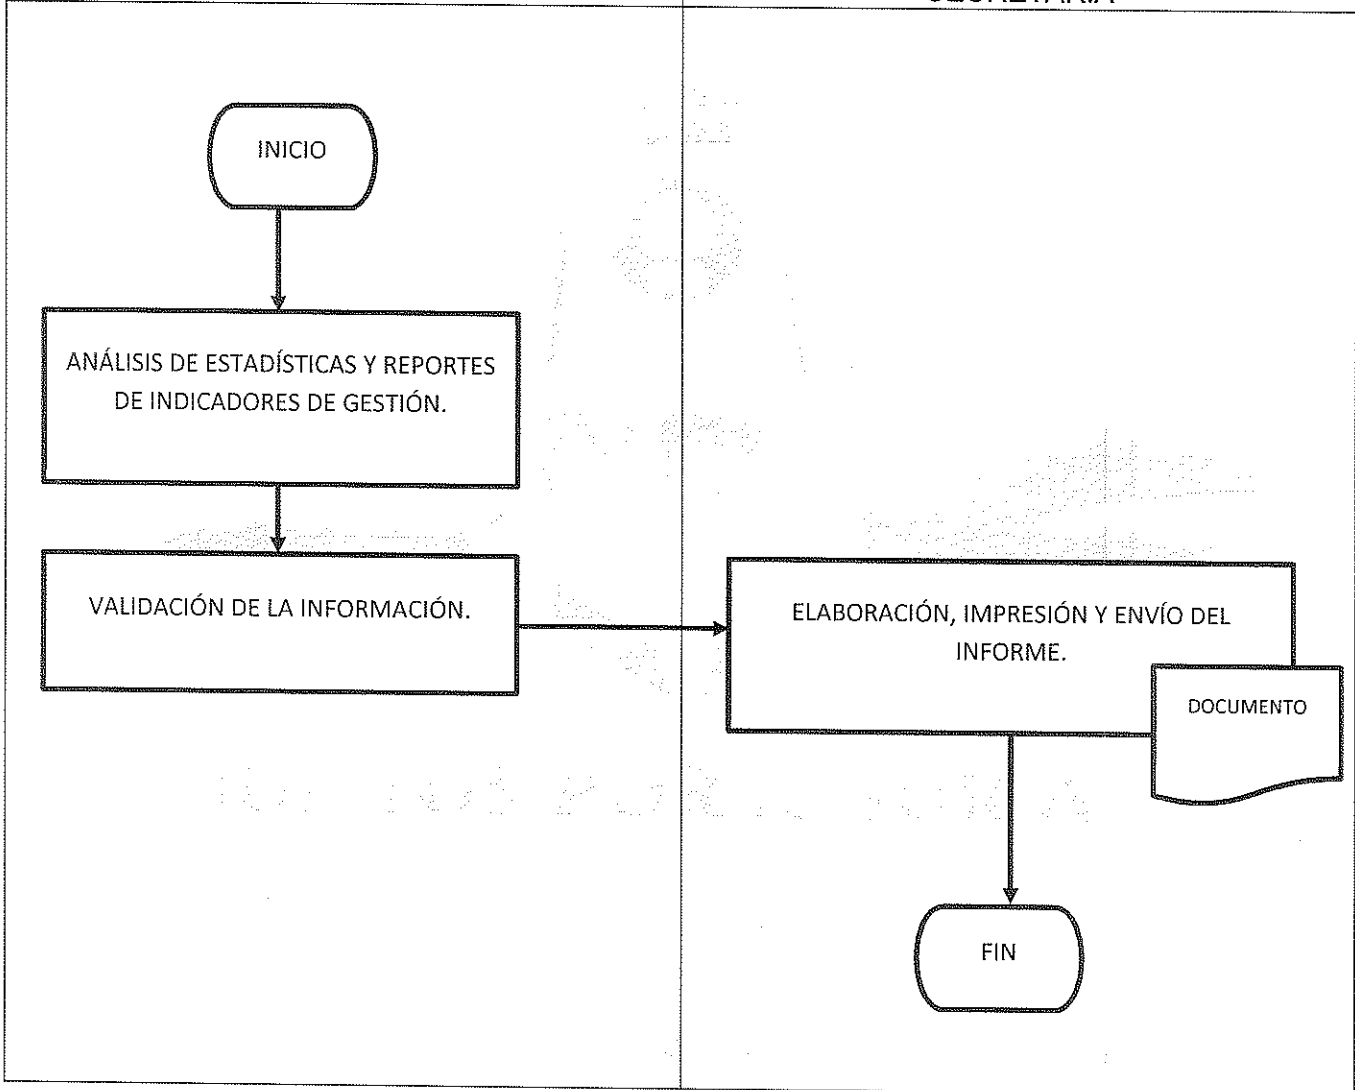 SECRETARIA
INICIO
ANÁLISIS DE ESTADÍSTICAS Y REPORTES
DE INDICADORES DE GESTIÓN.
VALIDACIÓN DE LA INFORMACIÓN.
ELABORACIÓN, IMPRESIÓN Y ENVÍO DEL
INFORME.
DOCUMENTO
FIN